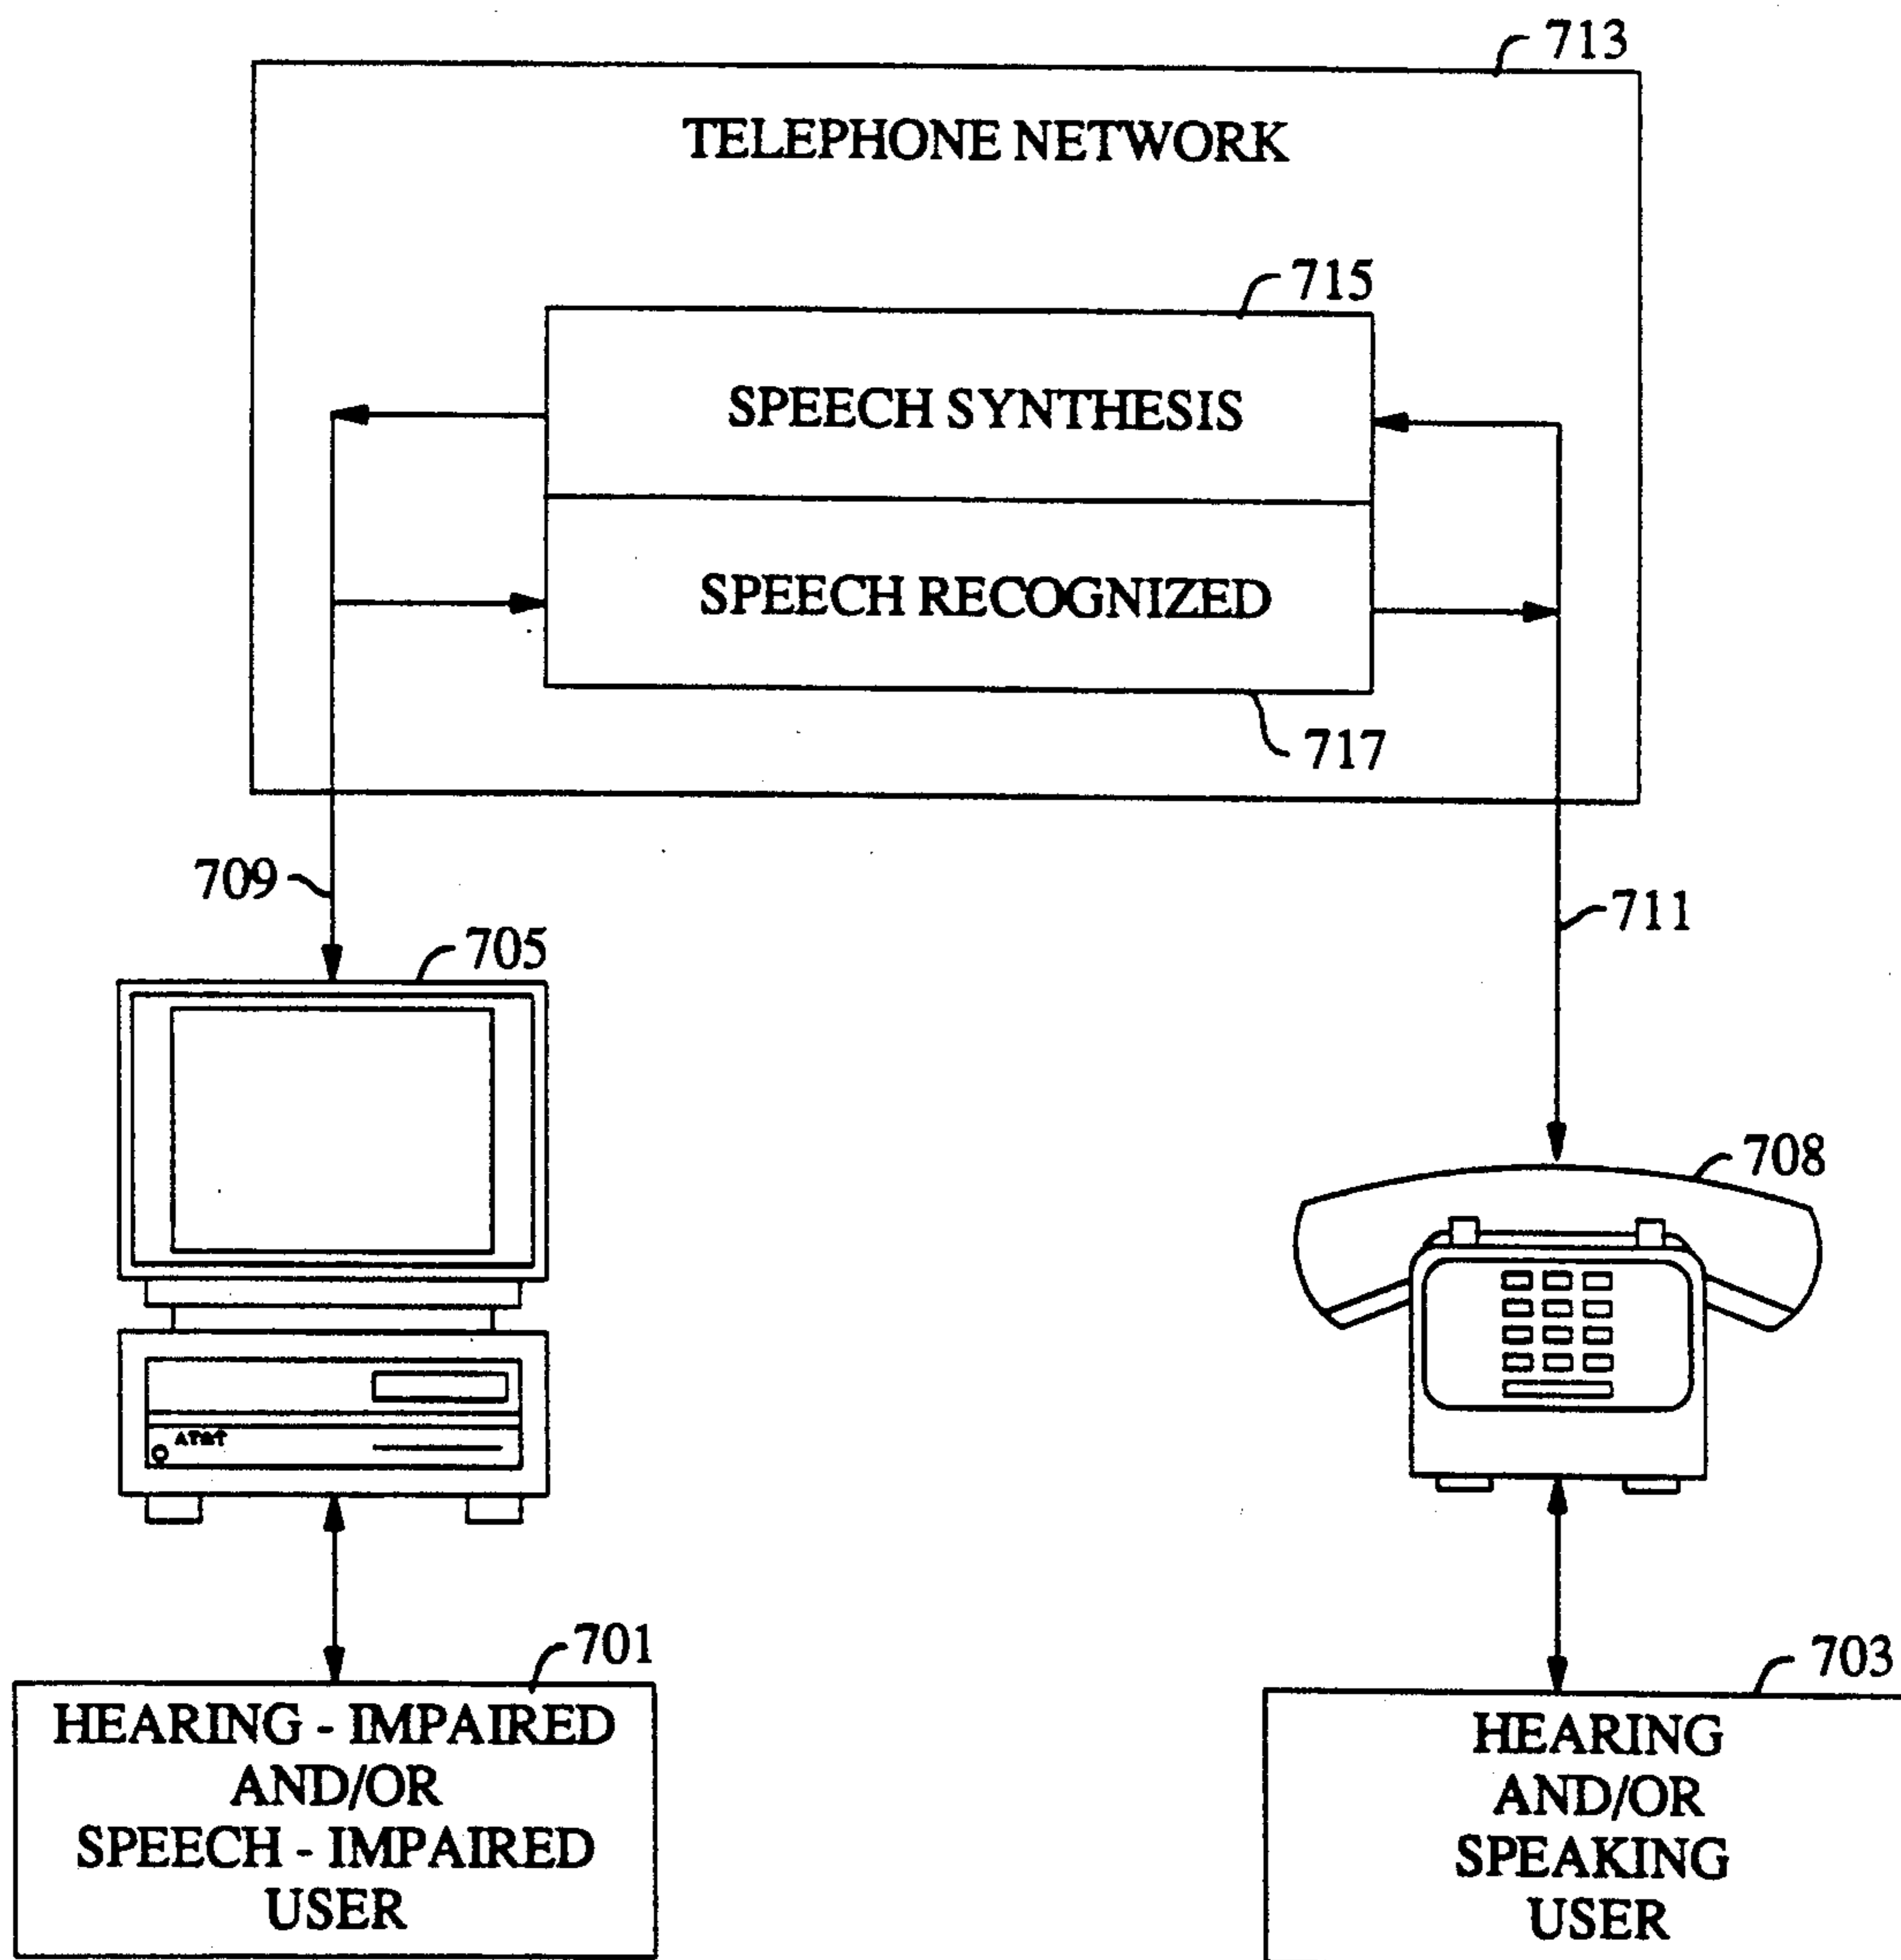 713
TELEPHONE NETWORK
715
SPEECH SYNTHESIS
SPEECH RECOGNIZED
717
709
711
705
708
AT&T
701
703
HEARING - IMPAIRED
AND/OR
SPEECH - IMPAIRED
USER
HEARING
AND/OR
SPEAKING
USER